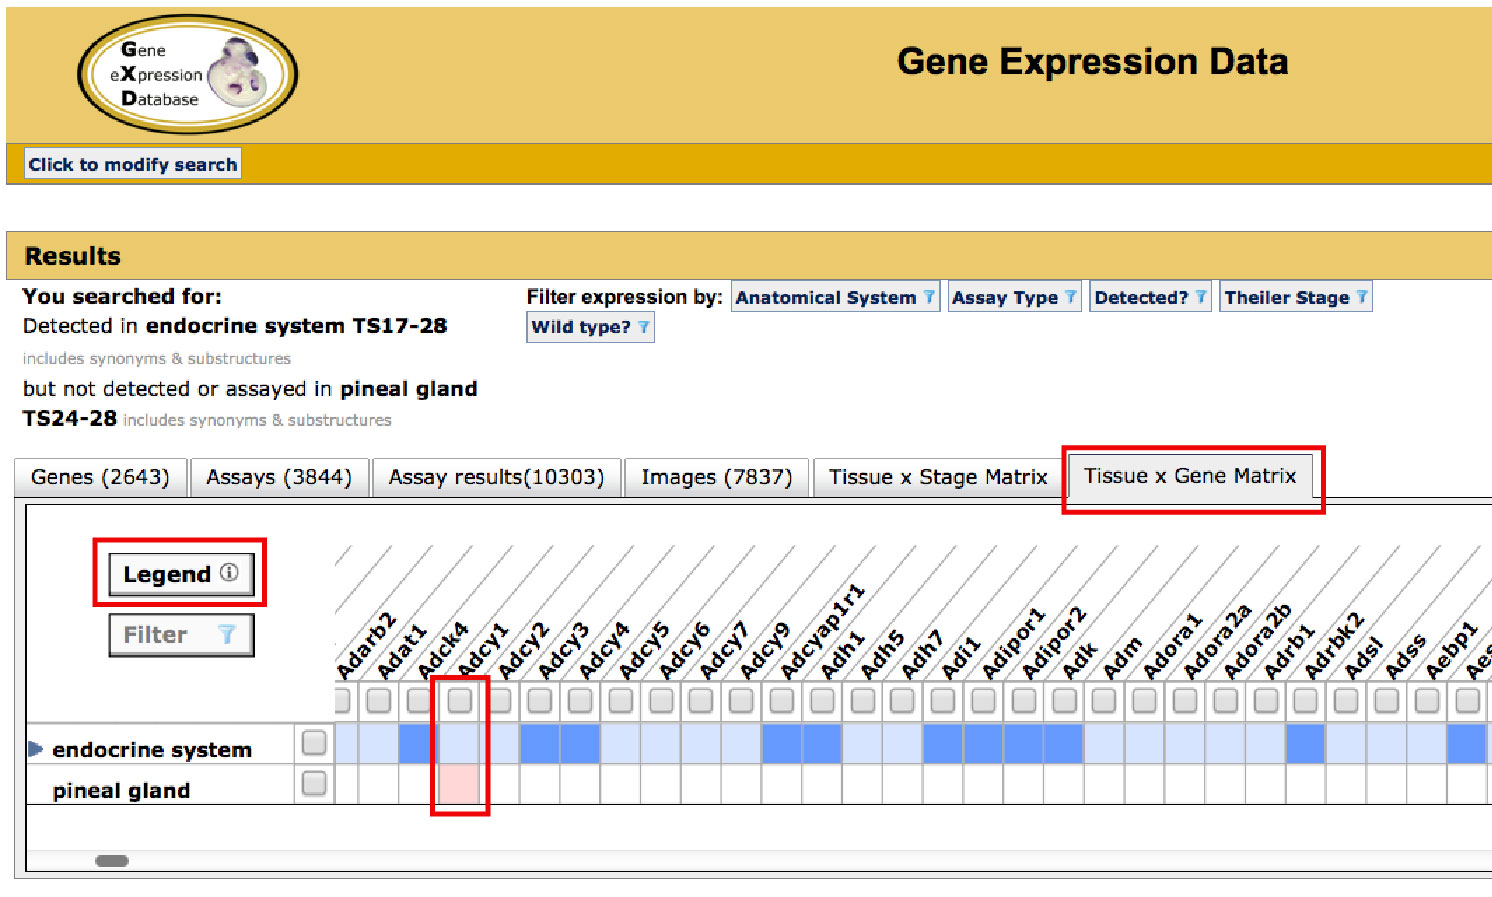 Gene
eXpression
Database
Gene Expression Data
Click to modify search
Results
You searched for:
Detected in endocrine system TS17-28
includes synonyms & substructures
but not detected or assayed in pineal gland
TS24-28 includes synonyms & substructures
Filter expression by: Anatomical System Assay Type Detected? Theiler Stage
Wild type?
Genes (2643) Assays (3844) Assay results(10303) Images (7837) Tissue x Stage Matrix Tissue x Gene Matrix
Legend
Filter
Adarb2
Adat1
Adck4
Adcy1
Adcy2
Adcy3
Adcy4
Adcy5
Adcy6
Adcy7
Adcy9
Adcyap1r1
Adh1
Adh5
Adh7
Adi1
Adipor1
Adipor2
Adk
Adm
Adora1
Adora2a
Adora2b
Adrb1
Adrbk2
Adsl
Adss
Aebp1
Aes
endocrine system
pineal gland